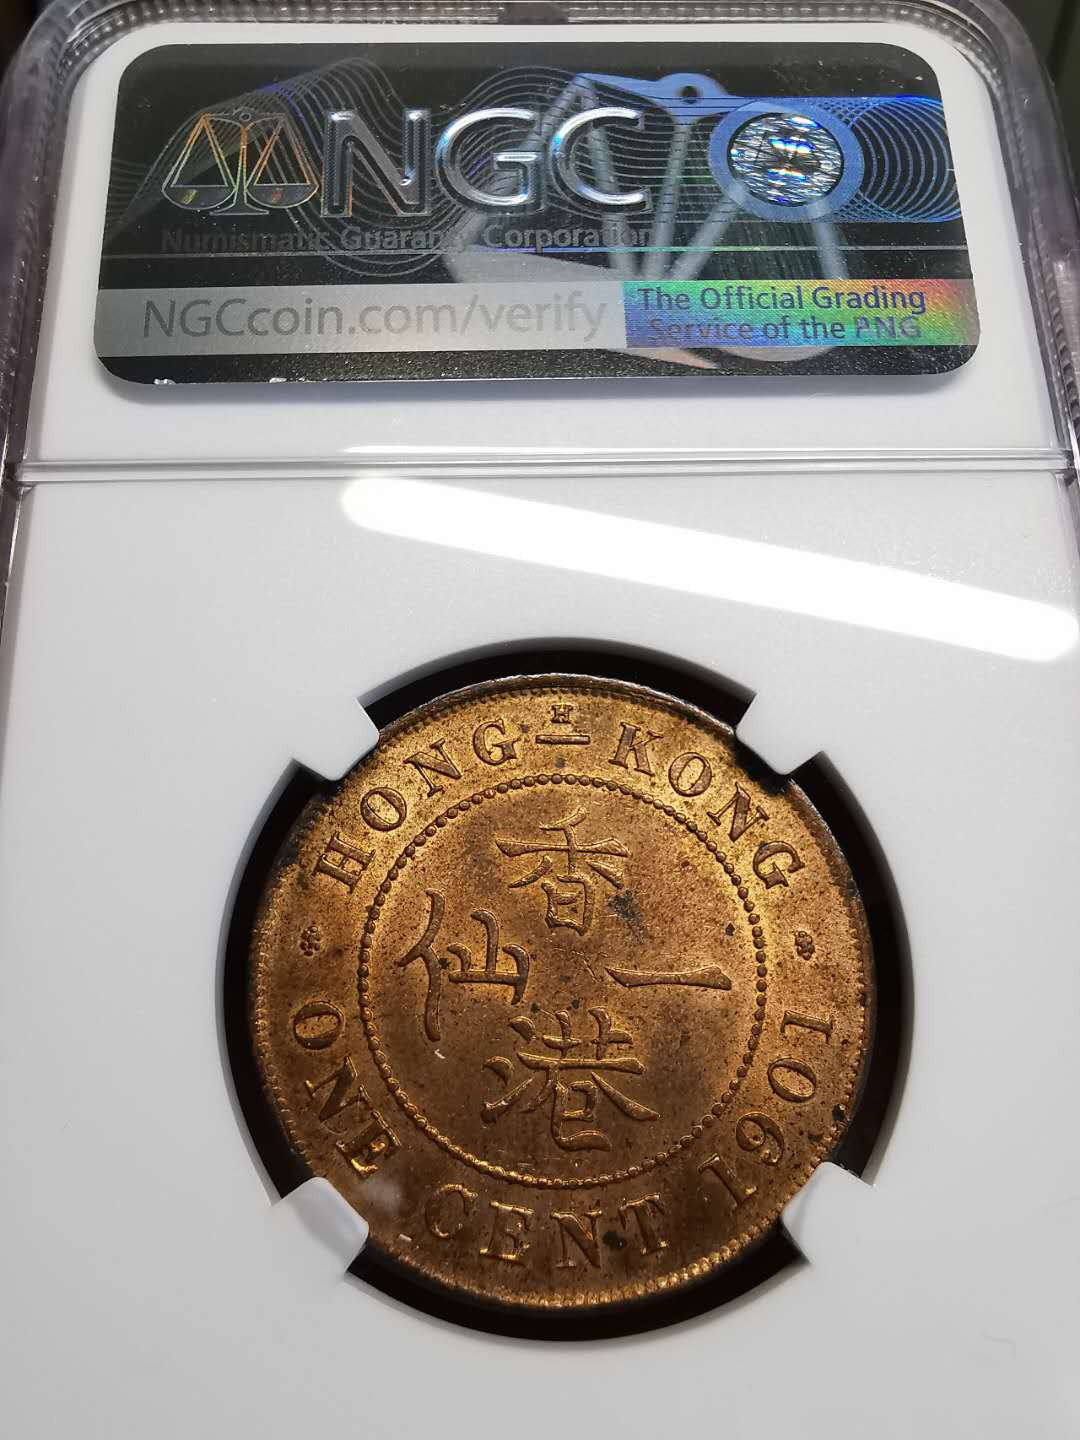 NGC
Numismatic Guaranty Corporation
NGCcoin.com/verify
The Official Grading
Service of the PNG
HONG-KONG
H
香
仙 一
港
ONE CENT 1901